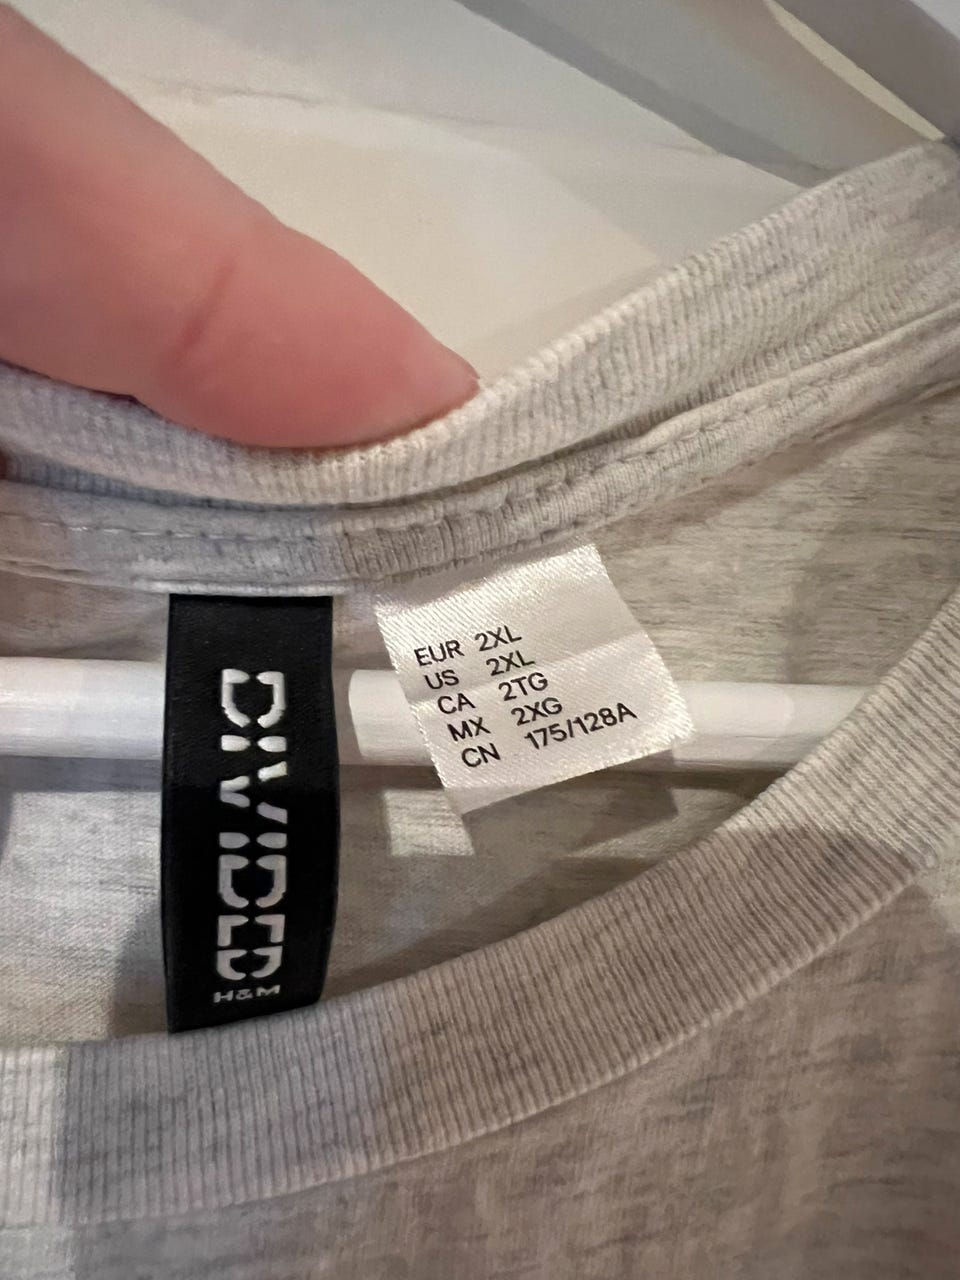 DIVIDED
H&M
EUR 2XL
US 2XL
CA 2TG
MX 2XG
CN 175/128A